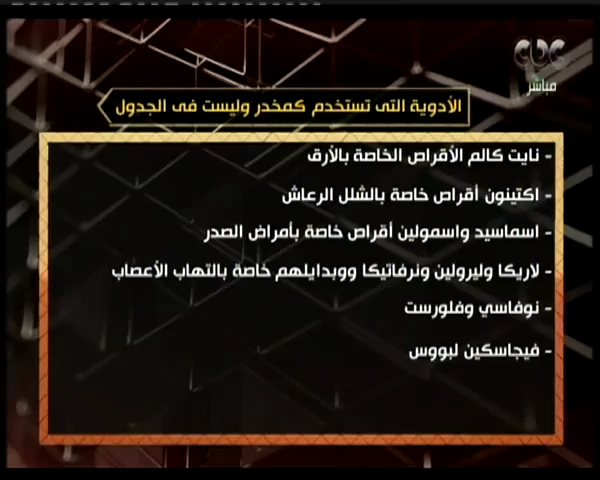 cbc
مباشر
الأدوية التى تستخدم كمخدر وليست فى الجدول
- نايت كالم الأقراص الخاصة بالأرق
- اكتينون أقراص خاصة بالشلل الرعاش
- اسماسيد واسمولين أقراص خاصة بأمراض الصدر
- لاريكا وليرولين ونرفاتيكا ووبدايلهم خاصة بالتهاب الأعصاب
- نوفاسي وفلورست
- فيجاسكين لبووس